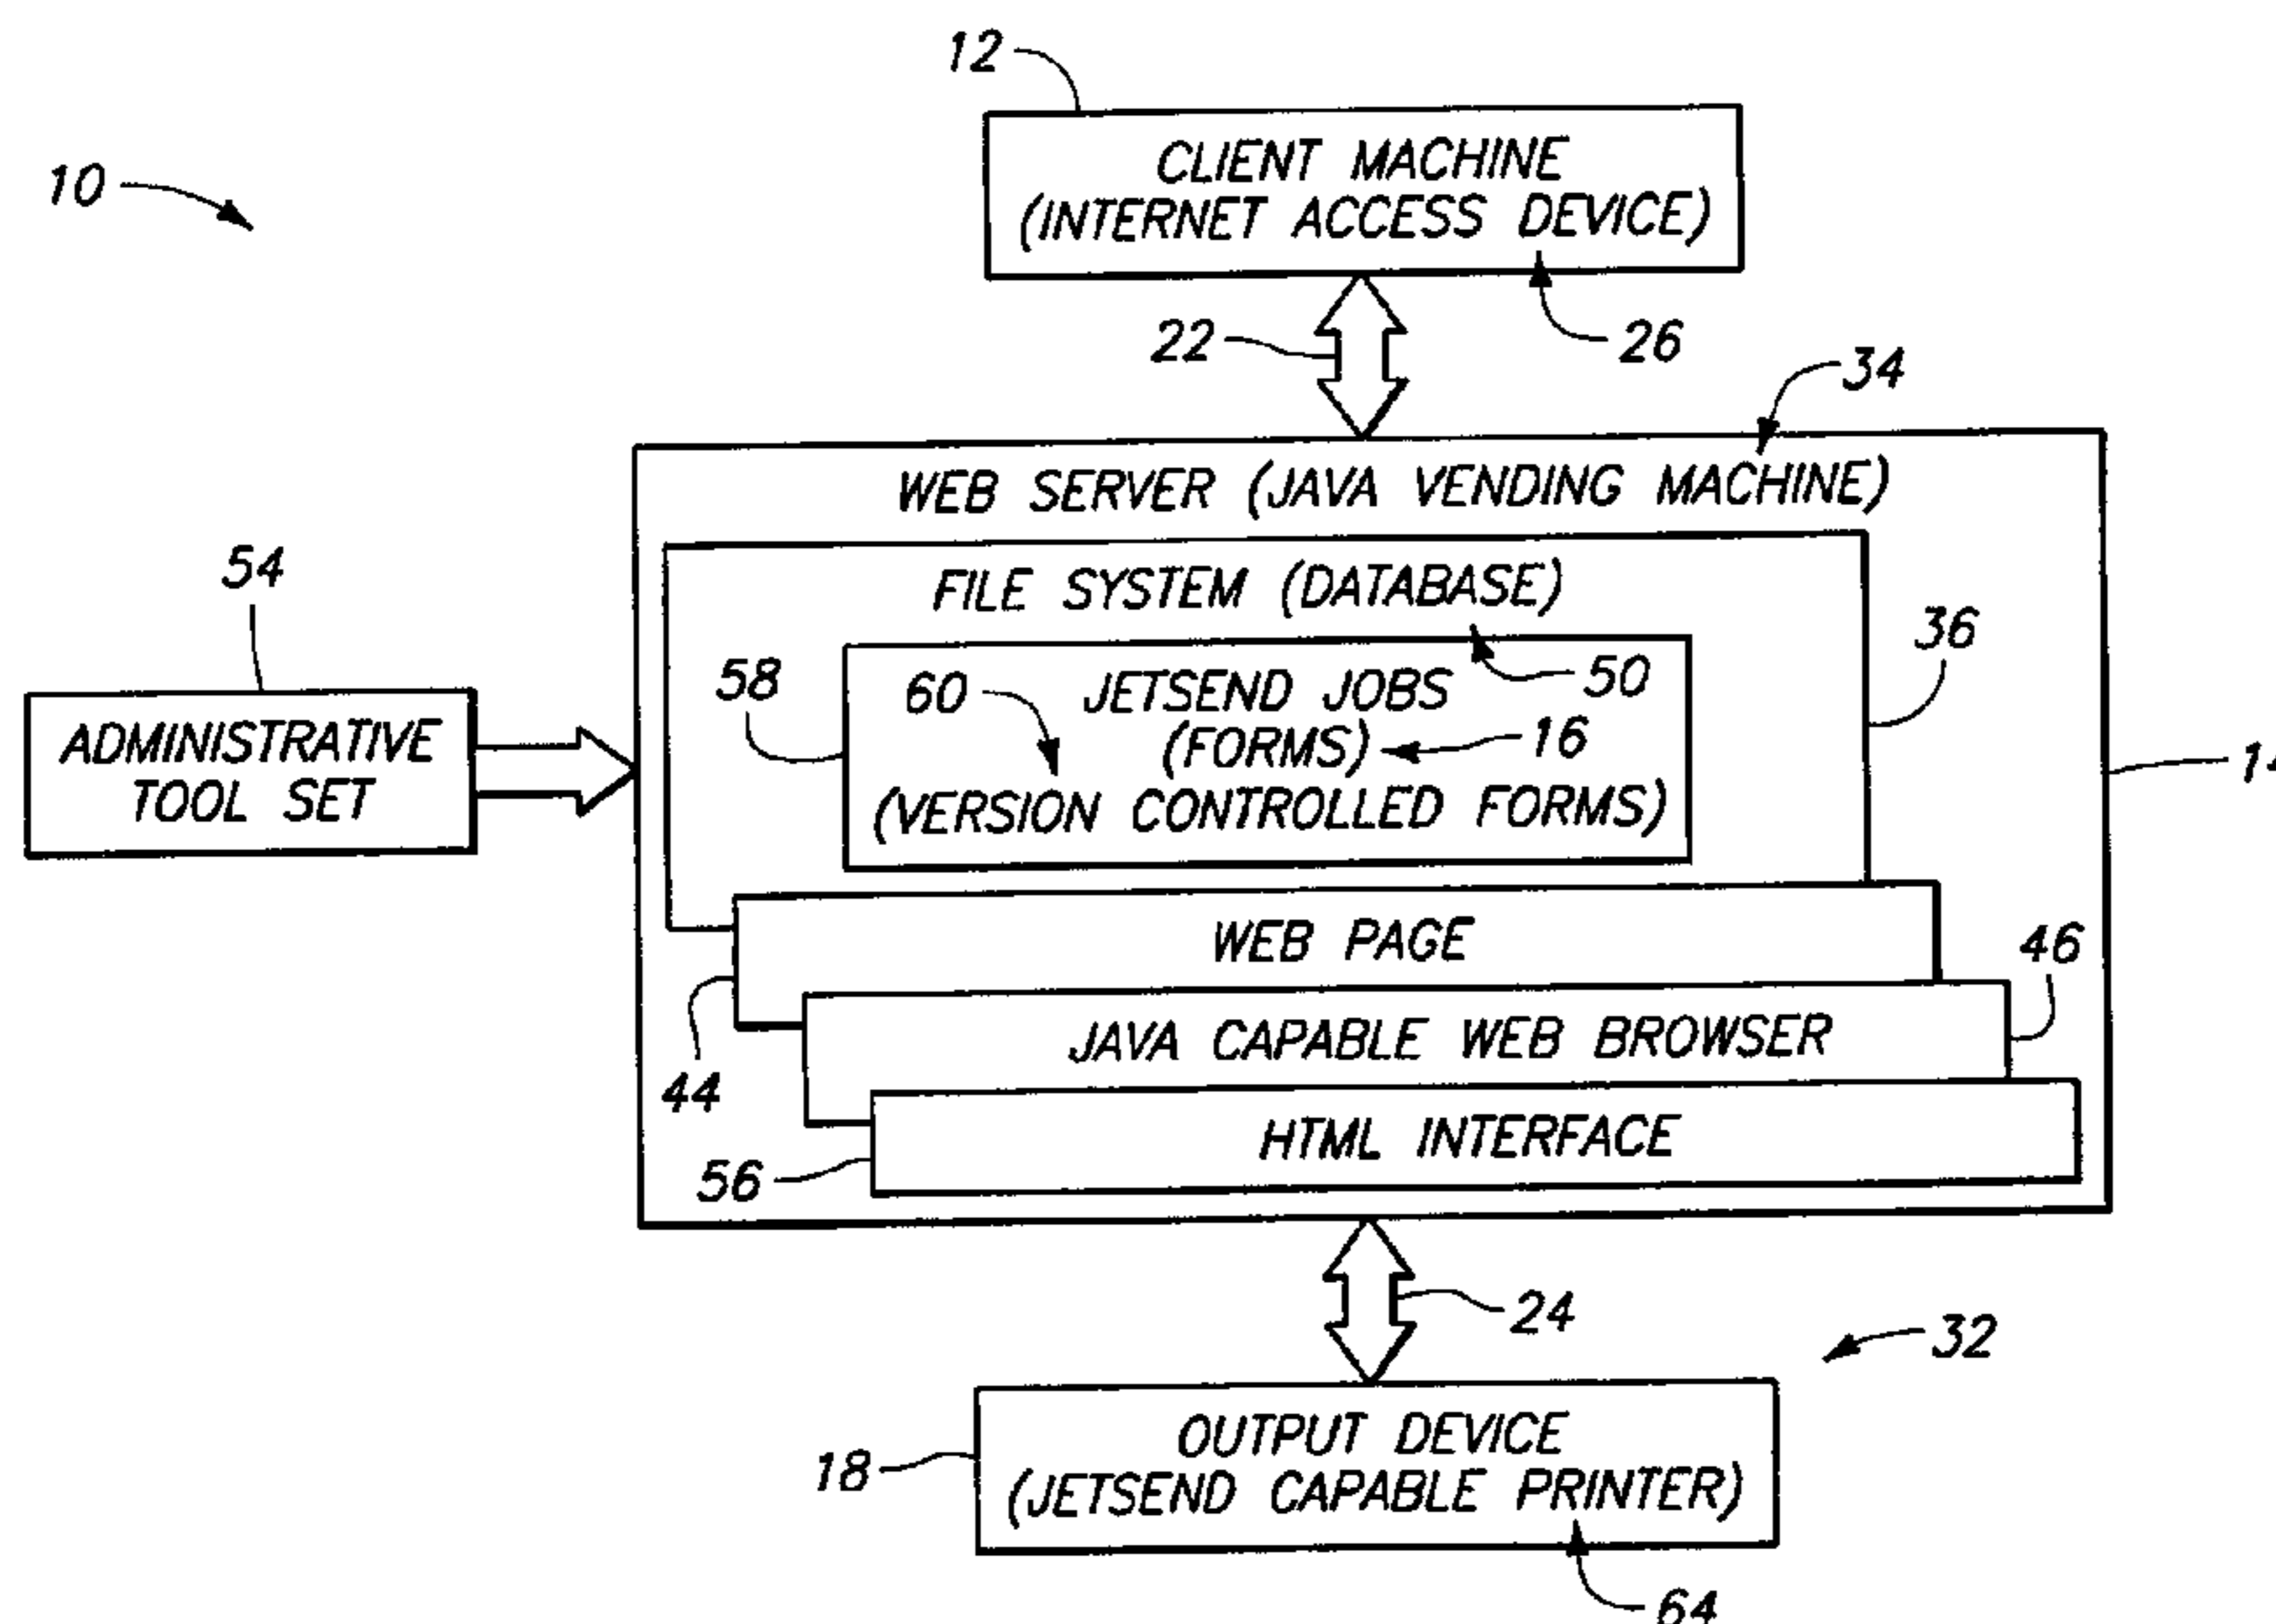 12
10
CLIENT MACHINE
(INTERNET ACCESS DEVICE)
22
26
34
WEB SERVER (JAVA VENDING MACHINE)
54
FILE SYSTEM (DATABASE)
36
58
60
JETSEND JOBS
50
(FORMS)
16
(VERSION CONTROLLED FORMS)
ADMINISTRATIVE
TOOL SET
WEB PAGE
46
44
JAVA CAPABLE WEB BROWSER
HTML INTERFACE
56
24
32
OUTPUT DEVICE
18
(JETSEND CAPABLE PRINTER)
64